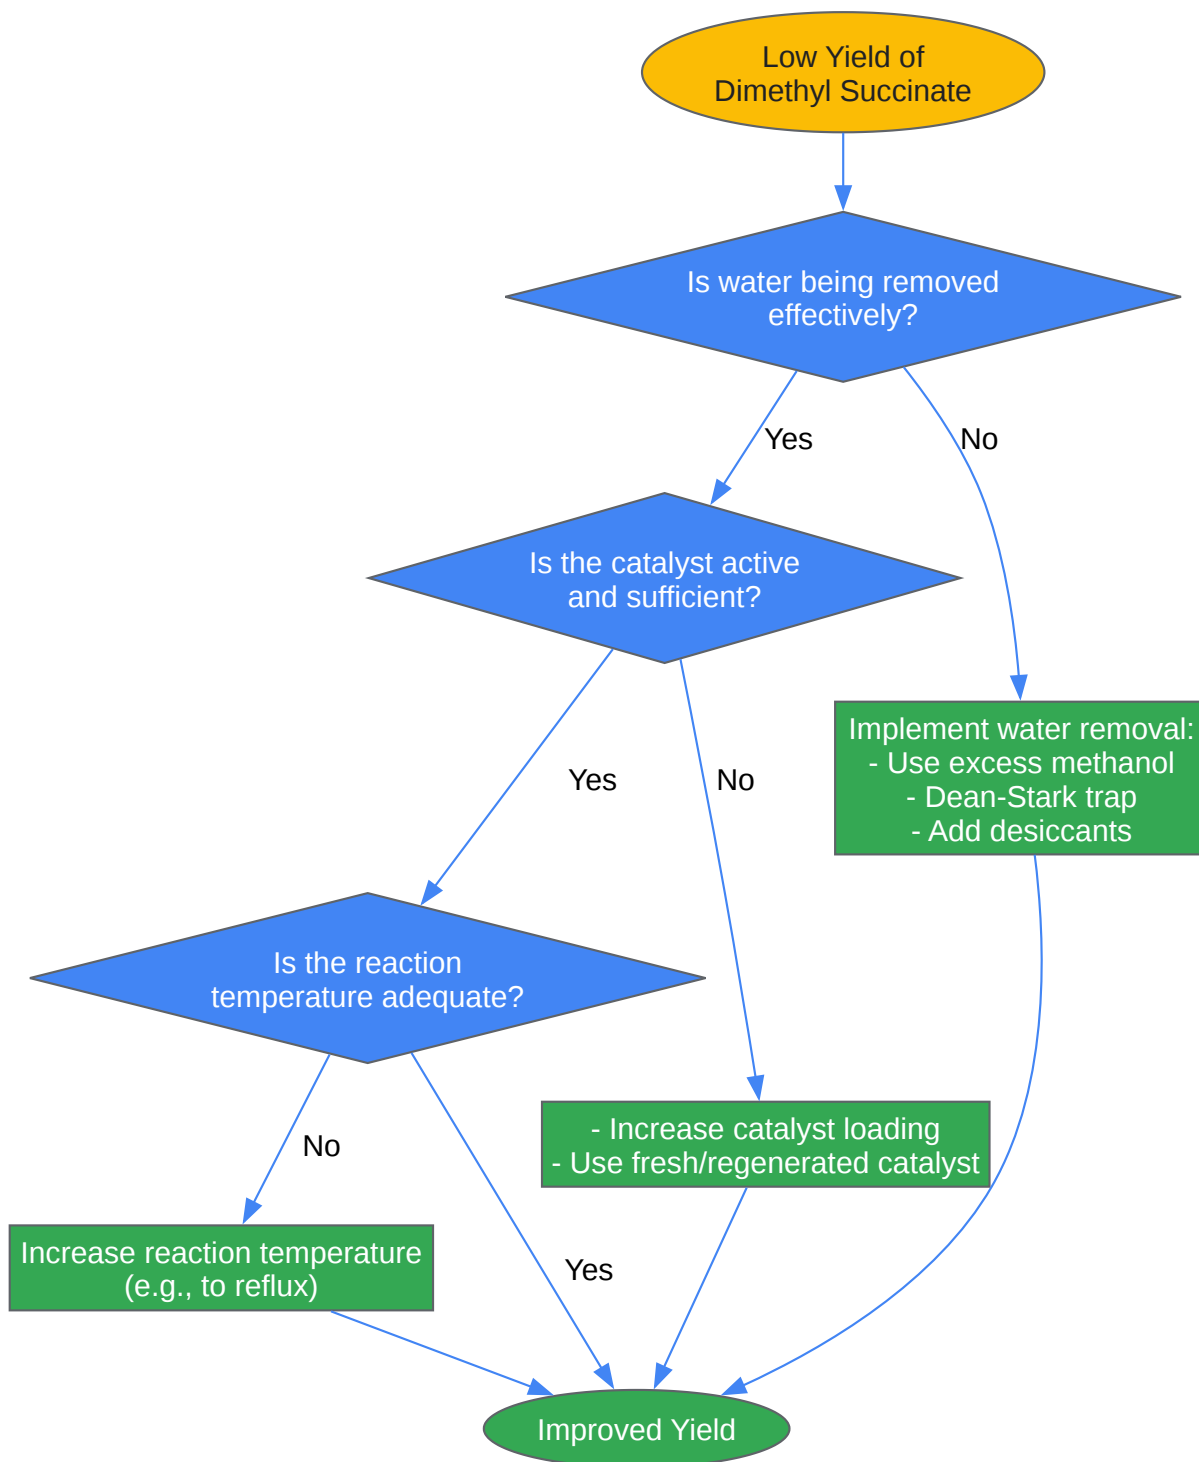 Low Yield of
Dimethyl Succinate
Is water being removed
effectively?
Yes
No
Is the catalyst active
and sufficient?
Yes
No
Implement water removal:
- Use excess methanol
- Dean-Stark trap
- Add desiccants
Is the reaction
temperature adequate?
No
Yes
- Increase catalyst loading
- Use fresh/regenerated catalyst
Increase reaction temperature
(e.g., to reflux)
Improved Yield